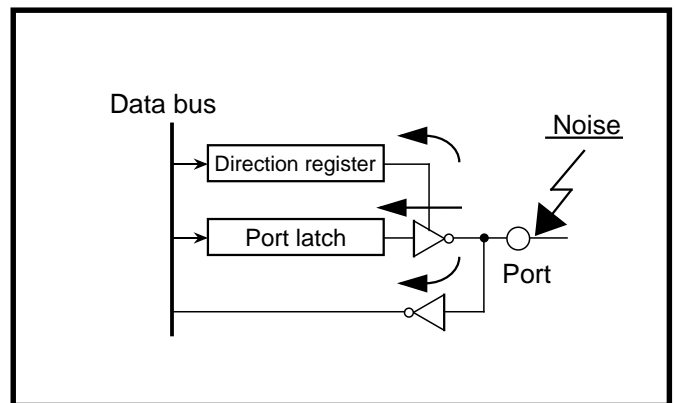 Data bus
Noise
Direction register
Port latch
Port